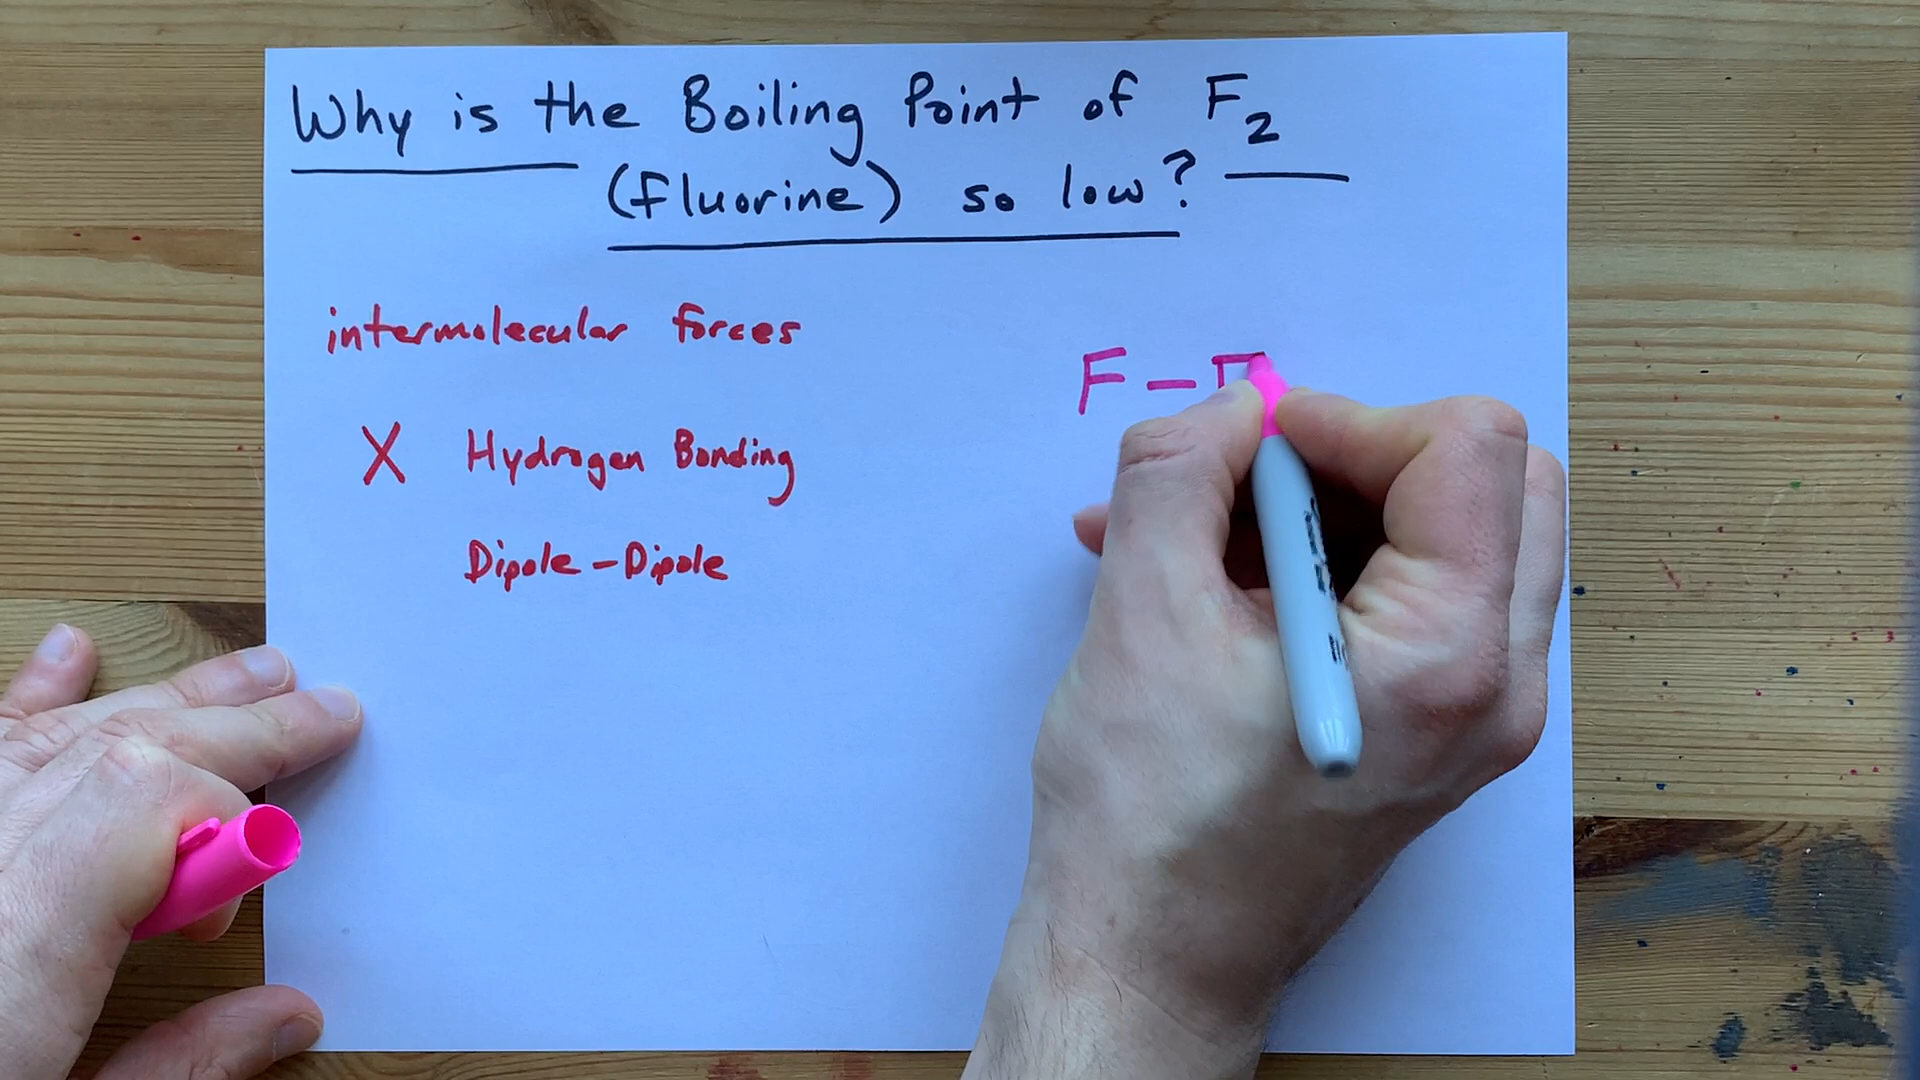 Why is the Boiling Point of F₂
(fluorine) so low?
intermolecular forces
F-F
X Hydrogen Bonding
Dipole-Dipole